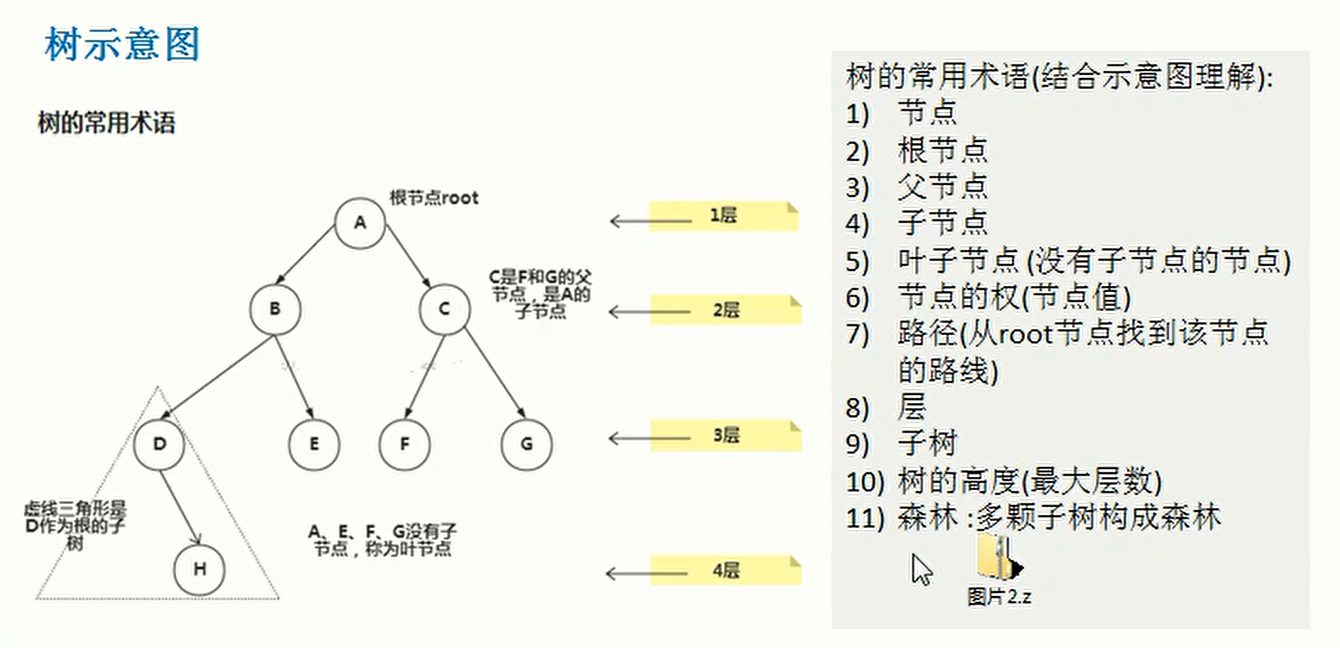 树示意图
树的常用术语
根节点root
A
B
C
D
E
F
G
H
C是F和G的父
节点，是A的
子节点
虚线三角形是
D作为根的子
树
A、E、F、G没有子
节点，称为叶节点
1层
2层
3层
4层
树的常用术语(结合示意图理解):
1) 节点
2) 根节点
3) 父节点
4) 子节点
5) 叶子节点 (没有子节点的节点)
6) 节点的权(节点值)
7) 路径(从root节点找到该节点
的路线)
8) 层
9) 子树
10) 树的高度(最大层数)
11) 森林 :多颗子树构成森林
图片2.z